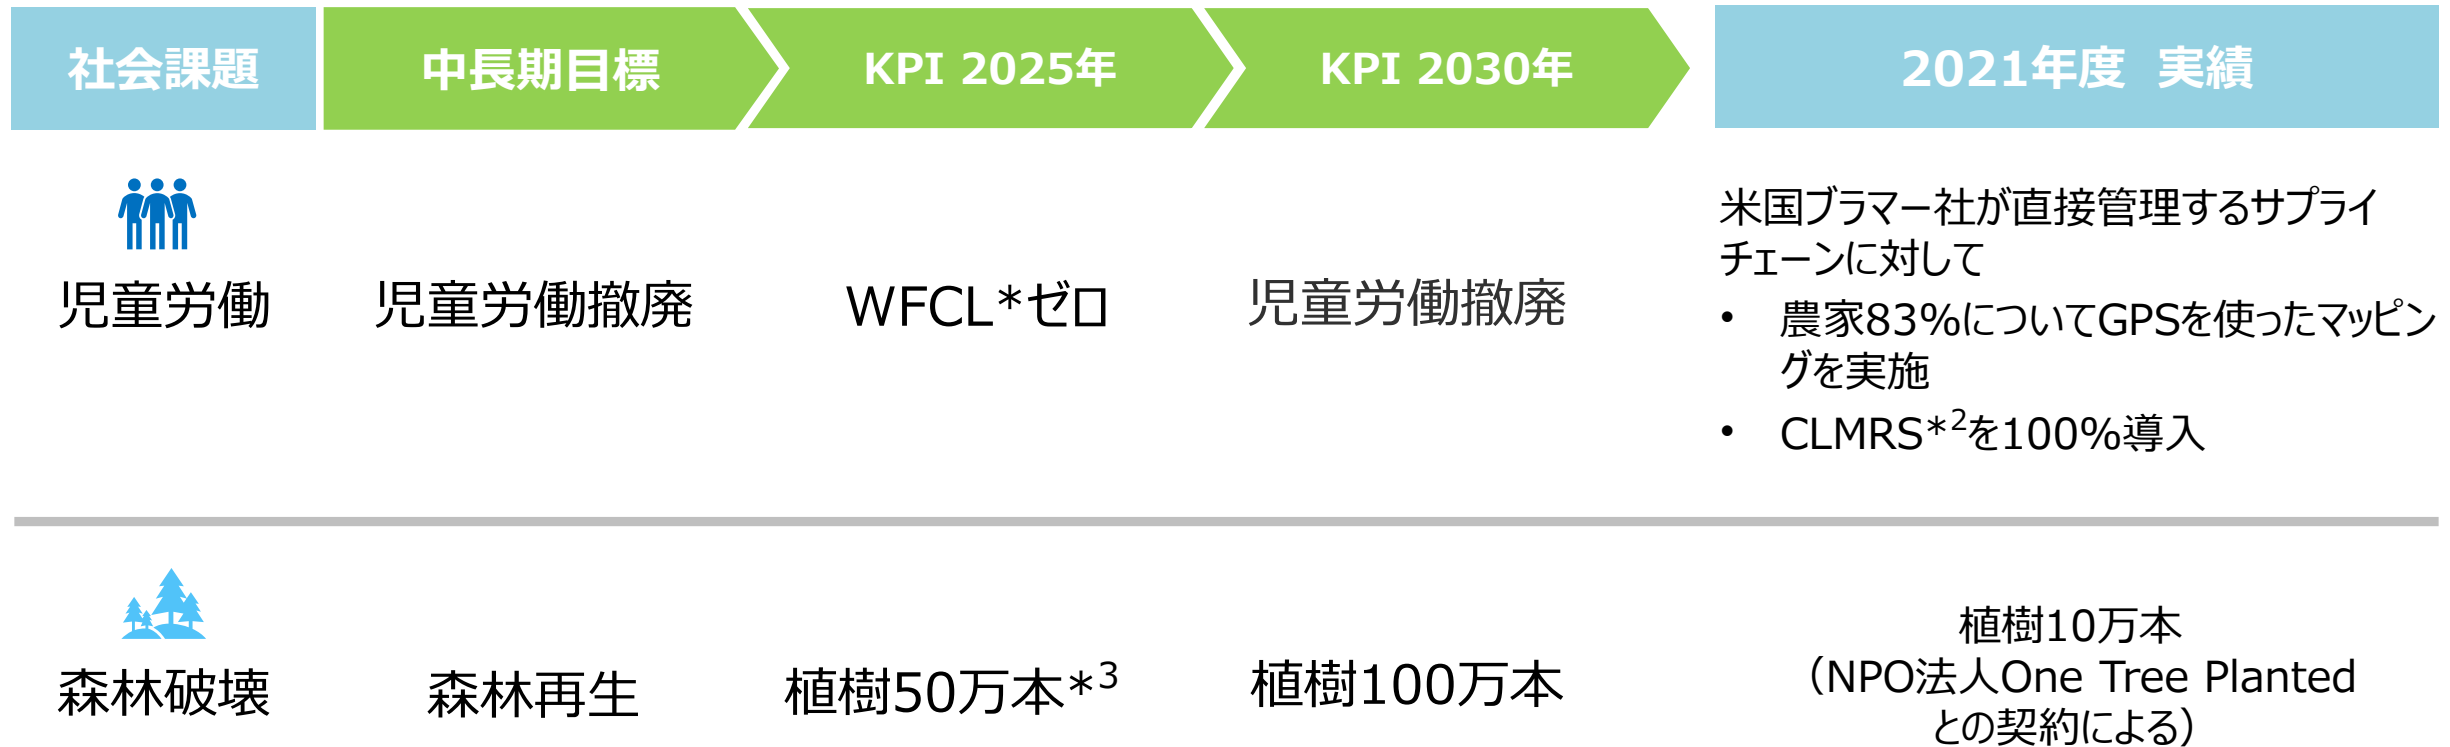 社会課題
中長期目標
KPI 2025年
KPI 2030年
2021年度 実績
児童労働
児童労働撤廃
WFCL*ゼロ
児童労働撤廃
米国ブラマー社が直接管理するサプライ
チェーンに対して
• 農家83%についてGPSを使ったマッピン
グを実施
• CLMRS*2を100%導入
森林破壊
森林再生
植樹50万本*3
植樹100万本
植樹10万本
（NPO法人One Tree Planted
との契約による）